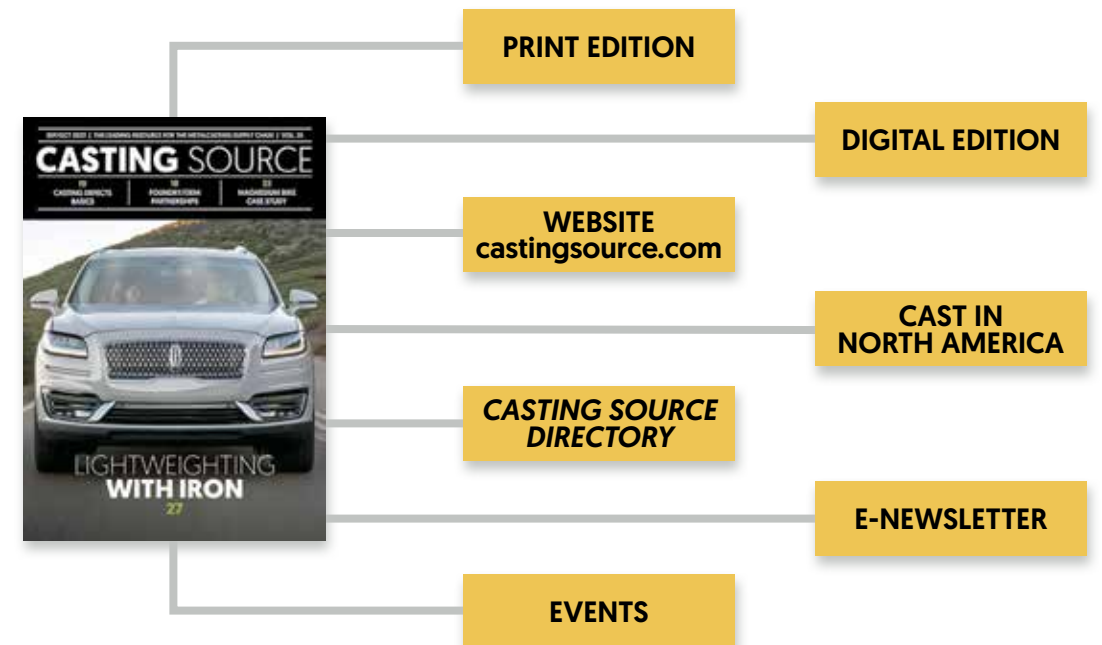 PRINT EDITION
DIGITAL EDITION
CASTING SOURCE
CASTING DEFECTS
BASICS
FOUNDRY/OEM
PARTNERSHIPS
MAGNESIUM BIKE
CASE STUDY
WEBSITE
castingsource.com
CAST IN
NORTH AMERICA
CASTING SOURCE
DIRECTORY
LIGHTWEIGHTING
WITH IRON
27
E-NEWSLETTER
EVENTS